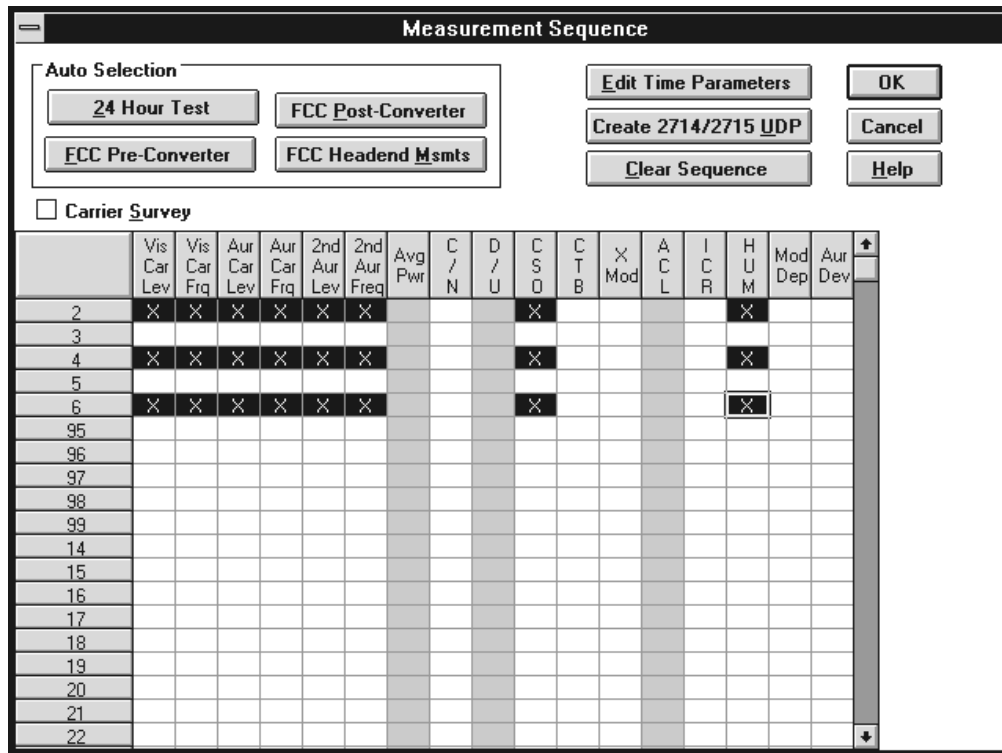 Measurement Sequence
Auto Selection
24 Hour Test
FCC Post-Converter
FCC Pre-Converter
FCC Headend Msmts
Edit Time Parameters
OK
Create 2714/2715 UDP
Cancel
Clear Sequence
Help
Carrier Survey
Vis Car Lev
Vis Car Frq
Aur Car Lev
Aur Car Frq
2nd Aur Lev
2nd Aur Freq
Avg Pwr
C / N
D / U
C S O
C T B
X Mod
A C L
I C R
H U M
Mod Dep
Aur Dev
2 X X X X X X X X
3
4 X X X X X X X X
5
6 X X X X X X X X
95
96
97
98
99
14
15
16
17
18
19
20
21
22